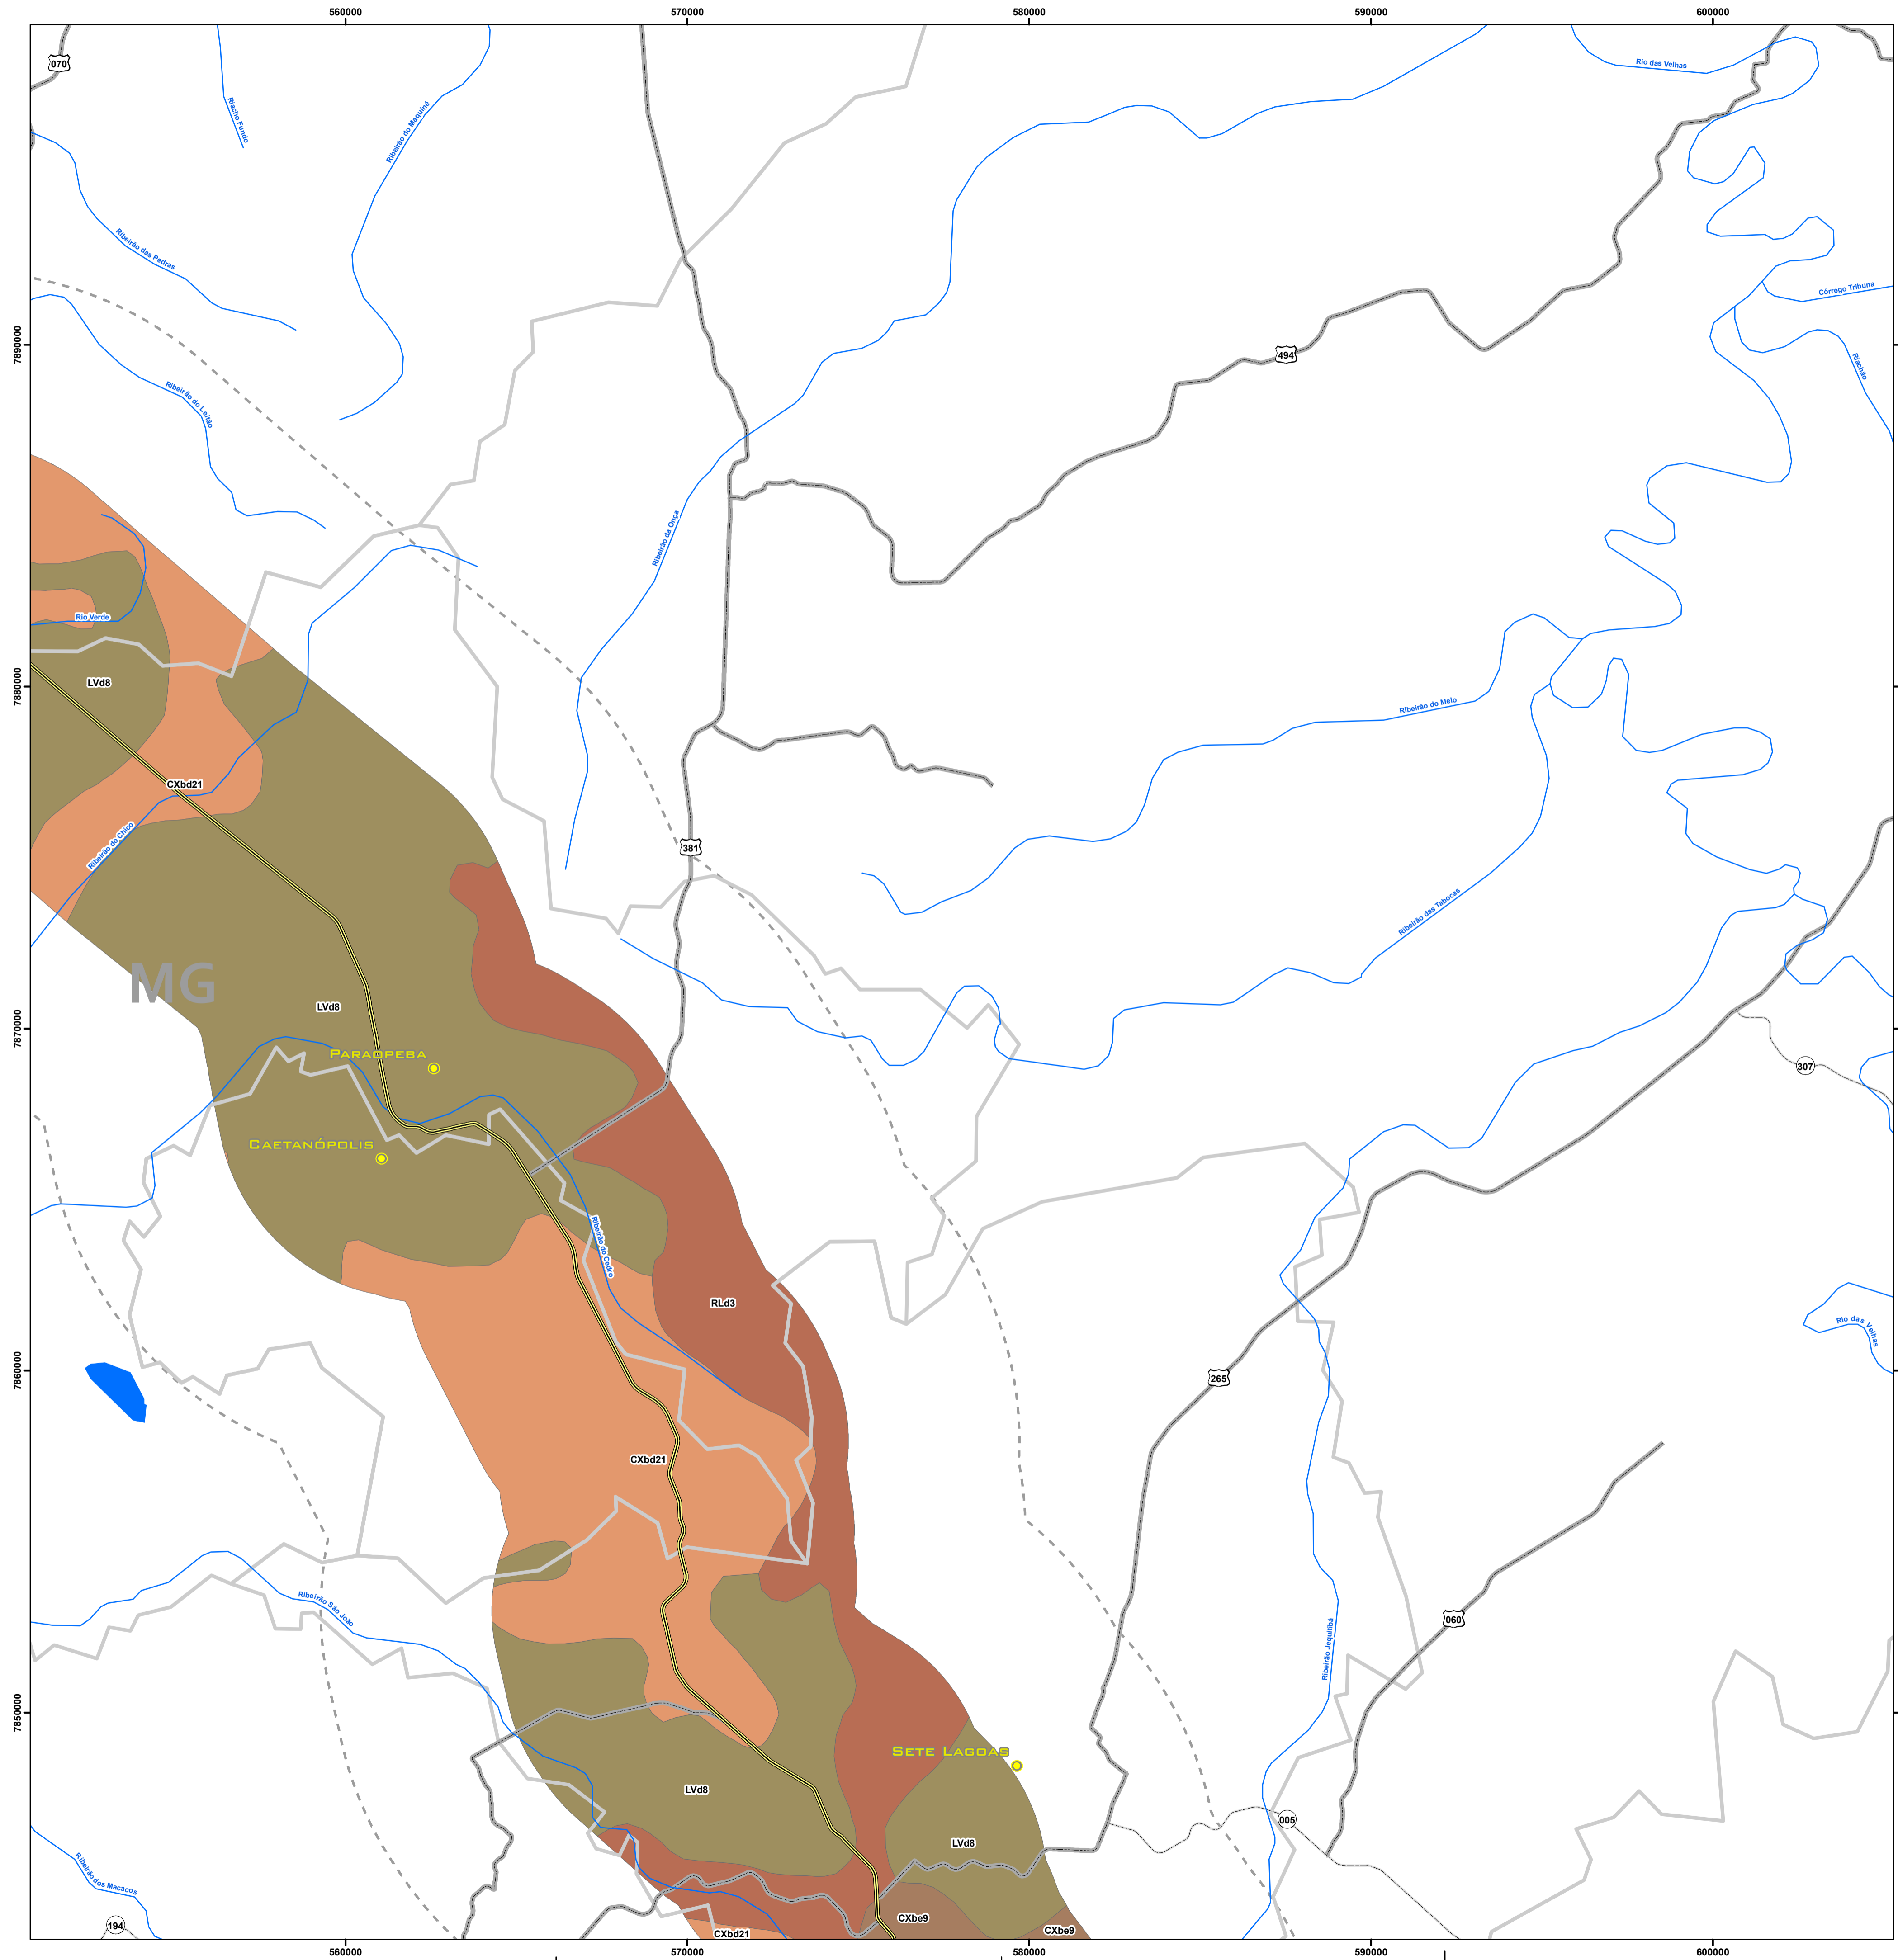 560000
570000
580000
590000
600000
070
Rio das Velhas
Riacho Fundo
Ribeirão do Maquiné
Ribeirão das Pedras
Córrego Tribuna
7890000
494
Riachão
Ribeirão do Leitão
Ribeirão da Onça
Rio Verde
7880000
LVd8
Ribeirão do Melo
CXbd21
Ribeirão do Chico
381
Ribeirão das Tabocas
MG
LVd8
7870000
Paraopeba
307
Caetanópolis
Ribeirão do Cedro
RLd3
Rio das Velhas
7860000
265
CXbd21
Ribeirão São João
060
Ribeirão Jequitibá
7850000
Sete Lagoas
LVd8
005
LVd8
Ribeirão dos Macacos
194
CXbe9
CXbd21
CXbe9
560000
570000
580000
590000
600000